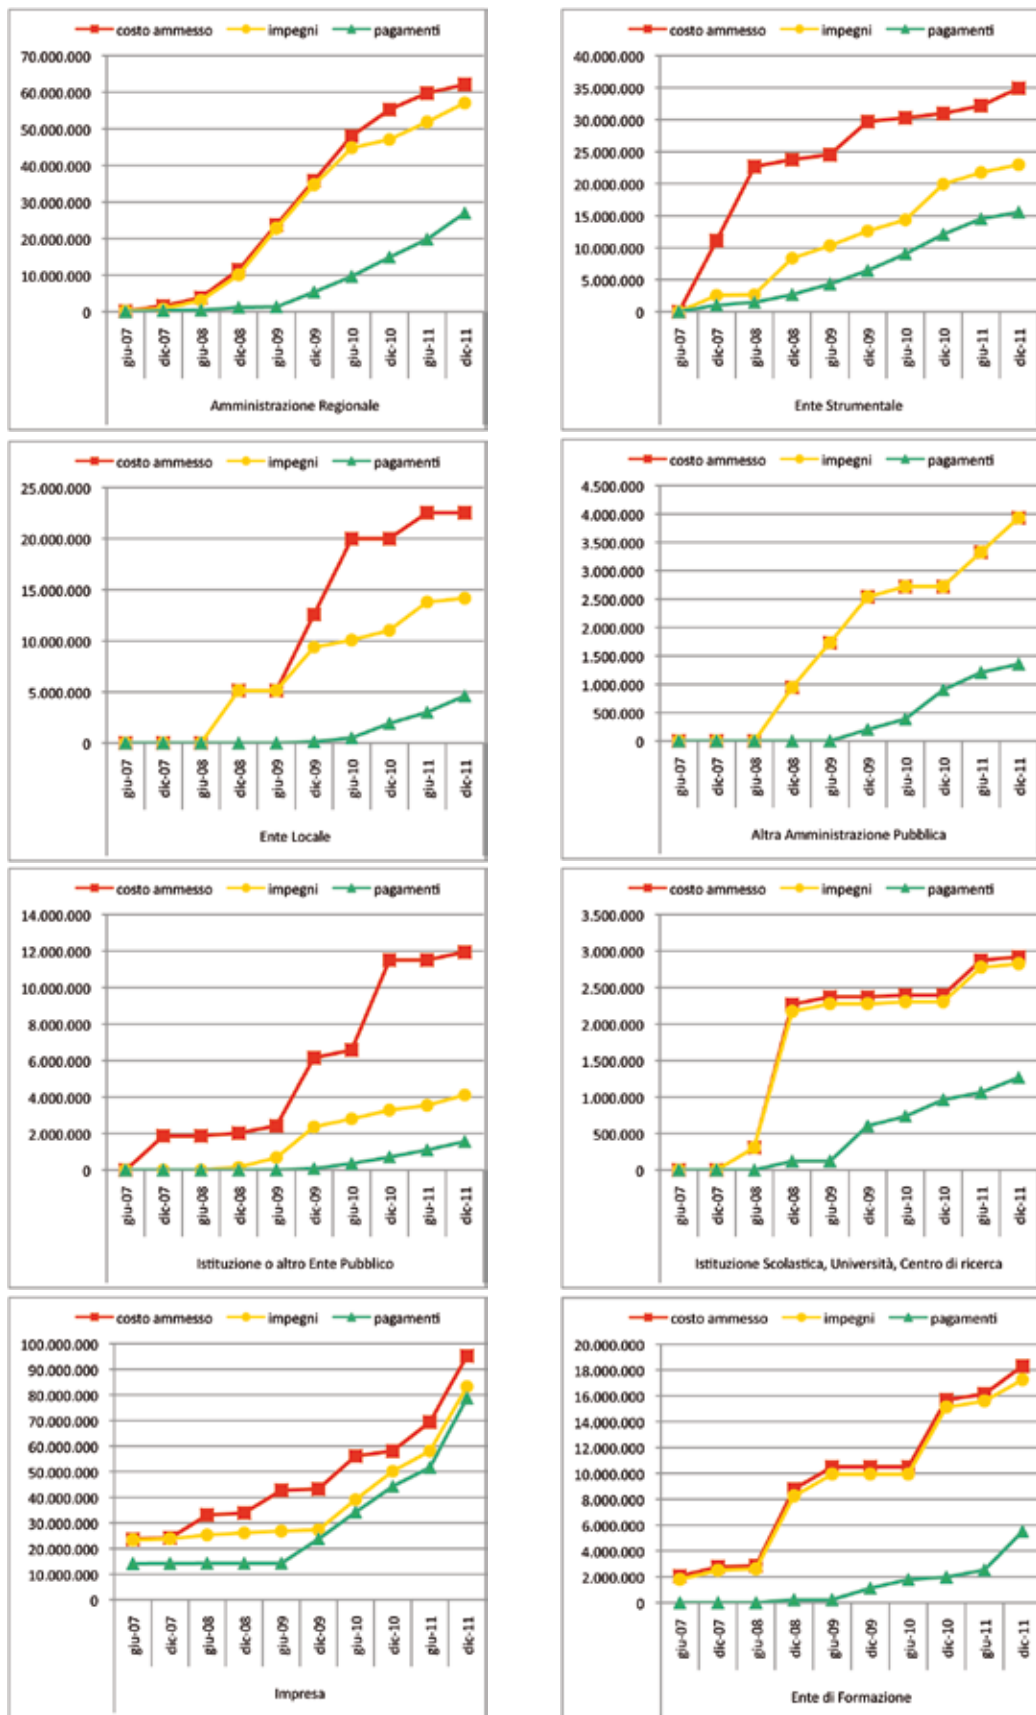 costo ammesso impegni pagamenti
70.000.000
60.000.000
50.000.000
40.000.000
30.000.000
20.000.000
10.000.000
0
giu-07 dic-07 giu-08 dic-08 giu-09 dic-09 giu-10 dic-10 giu-11 dic-11
Amministrazione Regionale
costo ammesso impegni pagamenti
40.000.000
35.000.000
30.000.000
25.000.000
20.000.000
15.000.000
10.000.000
5.000.000
0
giu-07 dic-07 giu-08 dic-08 giu-09 dic-09 giu-10 dic-10 giu-11 dic-11
Ente Strumentale
costo ammesso impegni pagamenti
25.000.000
20.000.000
15.000.000
10.000.000
5.000.000
0
giu-07 dic-07 giu-08 dic-08 giu-09 dic-09 giu-10 dic-10 giu-11 dic-11
Ente Locale
costo ammesso impegni pagamenti
4.500.000
4.000.000
3.500.000
3.000.000
2.500.000
2.000.000
1.500.000
1.000.000
500.000
0
giu-07 dic-07 giu-08 dic-08 giu-09 dic-09 giu-10 dic-10 giu-11 dic-11
Altra Amministrazione Pubblica
costo ammesso impegni pagamenti
14.000.000
12.000.000
10.000.000
8.000.000
6.000.000
4.000.000
2.000.000
0
giu-07 dic-07 giu-08 dic-08 giu-09 dic-09 giu-10 dic-10 giu-11 dic-11
Istituzione o altro Ente Pubblico
costo ammesso impegni pagamenti
3.500.000
3.000.000
2.500.000
2.000.000
1.500.000
1.000.000
500.000
0
giu-07 dic-07 giu-08 dic-08 giu-09 dic-09 giu-10 dic-10 giu-11 dic-11
Istituzione Scolastica, Università, Centro di ricerca
costo ammesso impegni pagamenti
100.000.000
90.000.000
80.000.000
70.000.000
60.000.000
50.000.000
40.000.000
30.000.000
20.000.000
10.000.000
0
giu-07 dic-07 giu-08 dic-08 giu-09 dic-09 giu-10 dic-10 giu-11 dic-11
Impresa
costo ammesso impegni pagamenti
20.000.000
18.000.000
16.000.000
14.000.000
12.000.000
10.000.000
8.000.000
6.000.000
4.000.000
2.000.000
0
giu-07 dic-07 giu-08 dic-08 giu-09 dic-09 giu-10 dic-10 giu-11 dic-11
Ente di Formazione